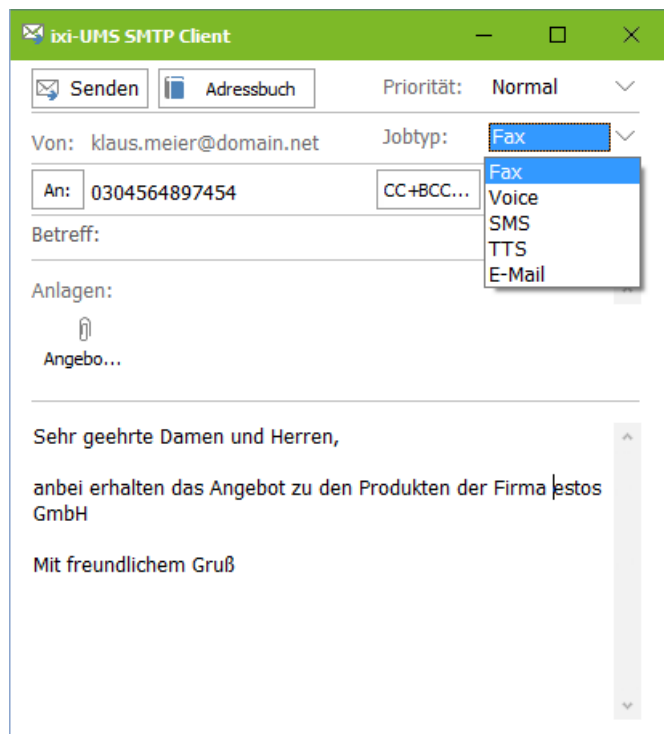 ixi-UMS SMTP Client
Senden Adressbuch Priorität: Normal
Von: klaus.meier@domain.net Jobtyp: Fax
Fax
An: 0304564897454 CC+BCC...
Voice
SMS
Betreff:
TTS
E-Mail
Anlagen:
Angebo...
Sehr geehrte Damen und Herren,
anbei erhalten das Angebot zu den Produkten der Firma estos
GmbH
Mit freundlichem Gruß